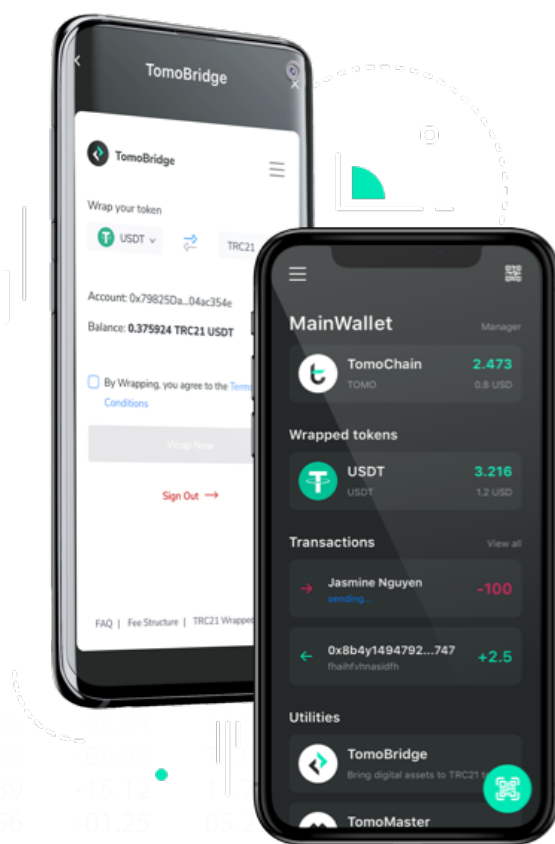 TomoBridge
TomoBridge
Wrap your token
USDT
TRC21
Account: 0x79825Da...04ac354e
Balance: 0.375924 TRC21 USDT
By Wrapping, you agree to the Terms
Conditions
Wrap Now
Sign Out →
FAQ | Fee Structure | TRC21 Wrapped
MainWallet
Manager
TomoChain
2.473
TOMO
0.8 USD
Wrapped tokens
USDT
3.216
USDT
1.2 USD
Transactions
View all
Jasmine Nguyen
-100
sending...
0x8b4y1494792...747
+2.5
fhaihfvhnasidfh
Utilities
TomoBridge
Bring digital assets to TRC21
TomoMaster